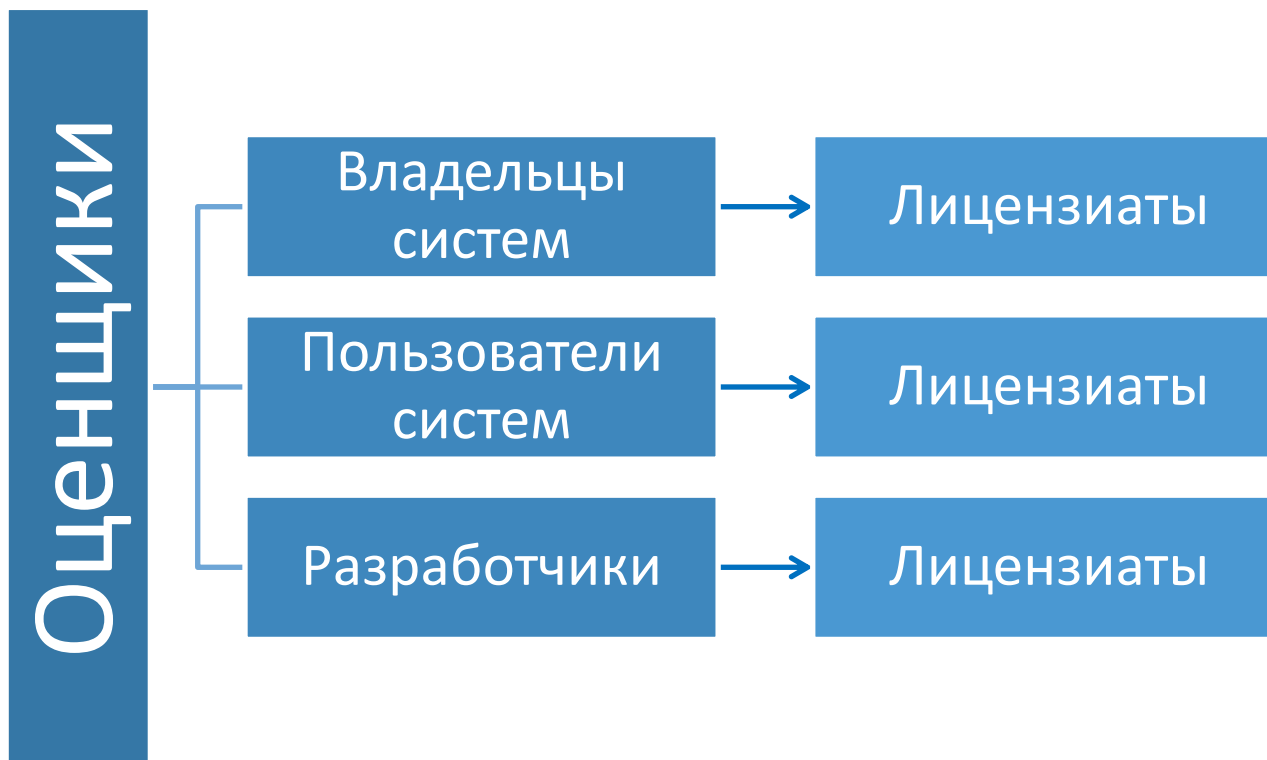 Оценщики
Владельцы
систем
Лицензиаты
Пользователи
систем
Лицензиаты
Разработчики
Лицензиаты